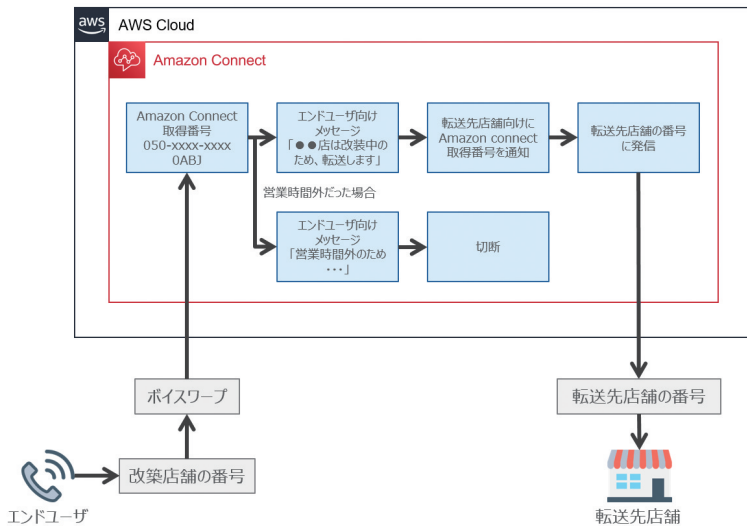 aws
AWS Cloud
Amazon Connect
Amazon Connect
取得番号
050-xxxx-xxxx
0ABJ
エンドユーザ向け
メッセージ
「●●店は改装中の
ため、転送します」
転送先店舗向けに
Amazon connect
取得番号を通知
転送先店舗の番号
に発信
営業時間外だった場合
エンドユーザ向け
メッセージ
「営業時間外のため
・・・」
切断
ボイスワープ
転送先店舗の番号
改築店舗の番号
エンドユーザ
転送先店舗